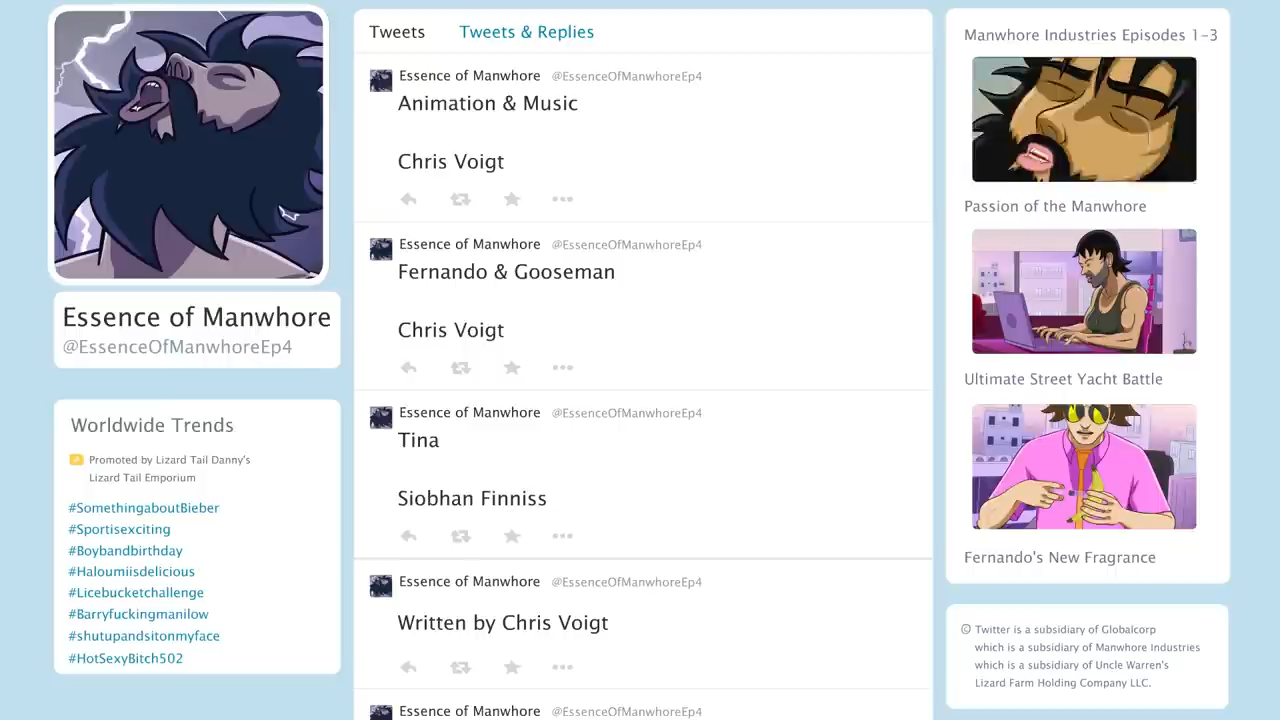 Essence of Manwhore
@EssenceOfManwhoreEp4
Worldwide Trends
Promoted by Lizard Tail Danny's
Lizard Tail Emporium
#SomethingaboutBieber
#Sportisexciting
#Boybandbirthday
#Haloumiisdelicious
#Licebucketchallenge
#Barryfuckingmanilow
#shutupandsitonmyface
#HotSexyBitch502
Tweets Tweets & Replies
Essence of Manwhore @EssenceOfManwhoreEp4
Animation & Music
Chris Voigt
Essence of Manwhore @EssenceOfManwhoreEp4
Fernando & Gooseman
Chris Voigt
Essence of Manwhore @EssenceOfManwhoreEp4
Tina
Siobhan Finniss
Essence of Manwhore @EssenceOfManwhoreEp4
Written by Chris Voigt
Essence of Manwhore @EssenceOfManwhoreEp4
Manwhore Industries Episodes 1-3
Passion of the Manwhore
Ultimate Street Yacht Battle
Fernando's New Fragrance
© Twitter is a subsidiary of Globalcorp
which is a subsidiary of Manwhore Industries
which is a subsidiary of Uncle Warren's
Lizard Farm Holding Company LLC.